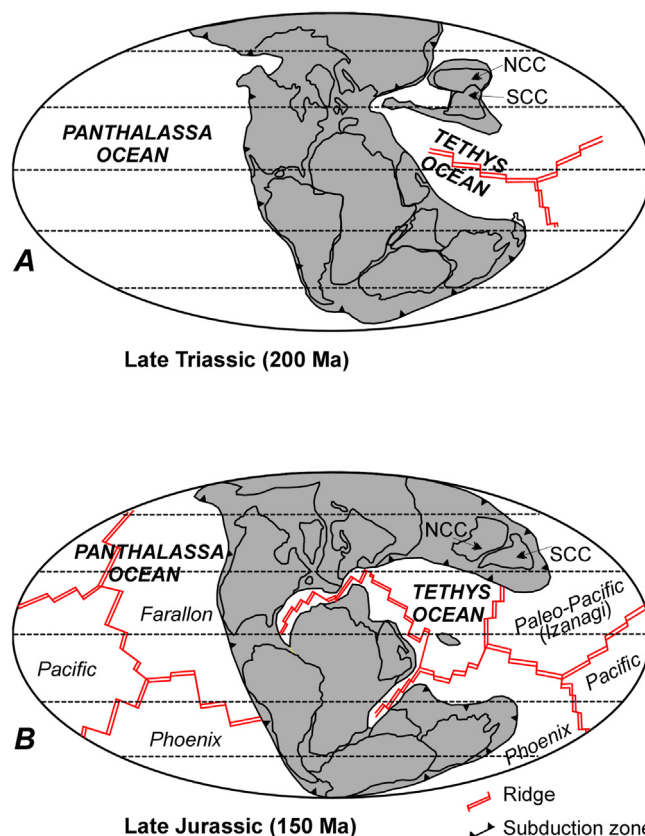 NCC
SCC
PANTHALASSA
OCEAN
TETHYS
OCEAN
A
Late Triassic (200 Ma)
NCC
SCC
PANTHALASSA
OCEAN
TETHYS
OCEAN
Farallon
Paleo-Pacific
(Izanagi)
Pacific
Pacific
Phoenix
Phoenix
B
Ridge
Late Jurassic (150 Ma)
Subduction zone